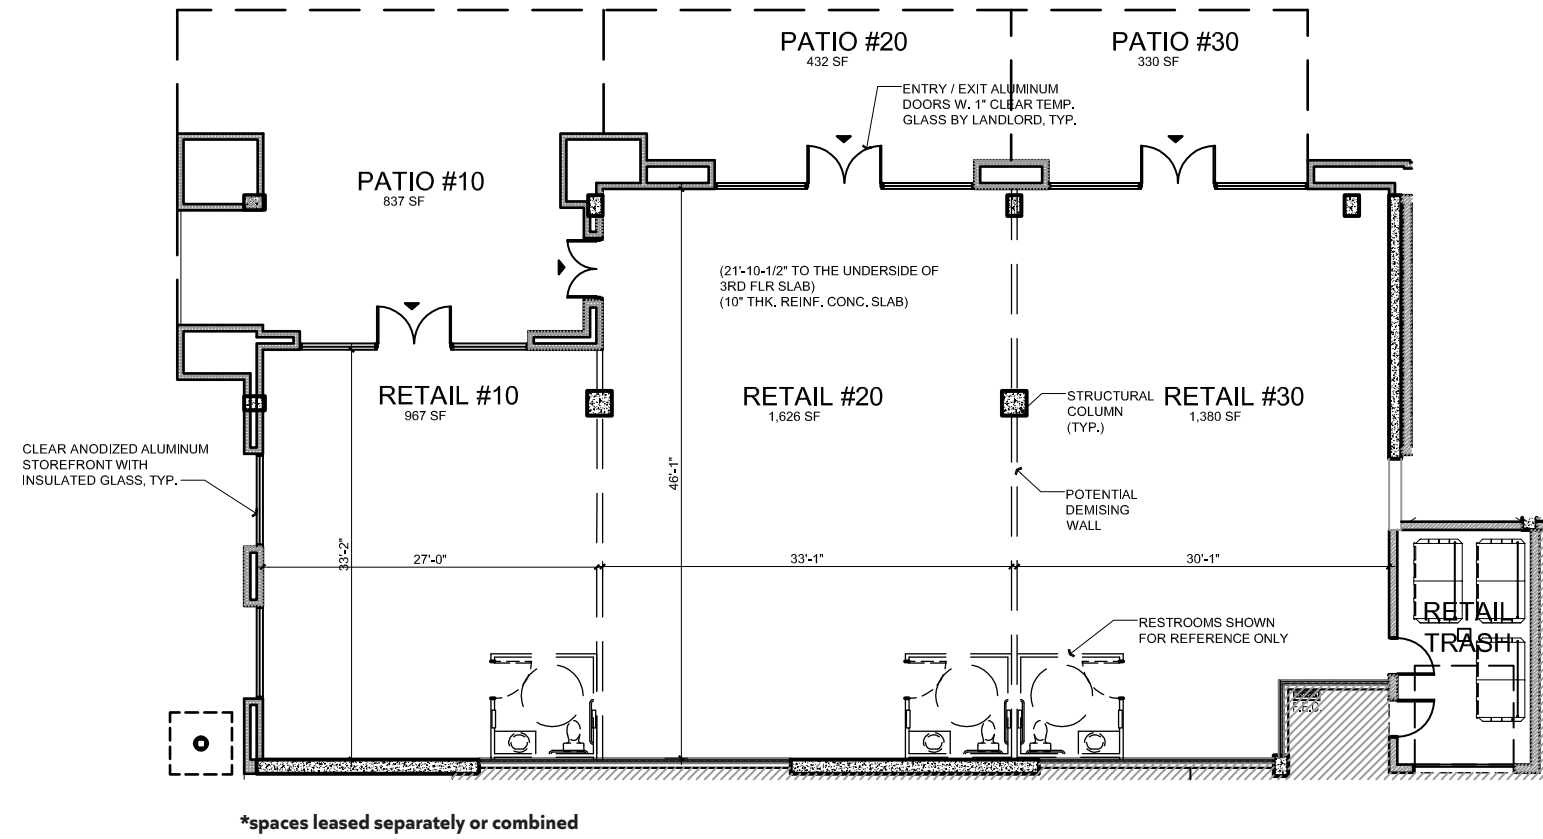 PATIO #20
432 SF
PATIO #30
330 SF
ENTRY / EXIT ALUMINUM
DOORS W. 1" CLEAR TEMP.
GLASS BY LANDLORD, TYP.
PATIO #10
837 SF
(21'-10-1/2" TO THE UNDERSIDE OF
3RD FLR SLAB)
(10" THK. REINF. CONC. SLAB)
RETAIL #10
967 SF
RETAIL #20
1,626 SF
STRUCTURAL
COLUMN
(TYP.)
RETAIL #30
1,380 SF
CLEAR ANODIZED ALUMINUM
STOREFRONT WITH
INSULATED GLASS, TYP.
46'-1"
POTENTIAL
DEMISING
WALL
33'-2"
27'-0"
33'-1"
30'-1"
RETAIL
TRASH
RESTROOMS SHOWN
FOR REFERENCE ONLY
F.E.C.
*spaces leased separately or combined